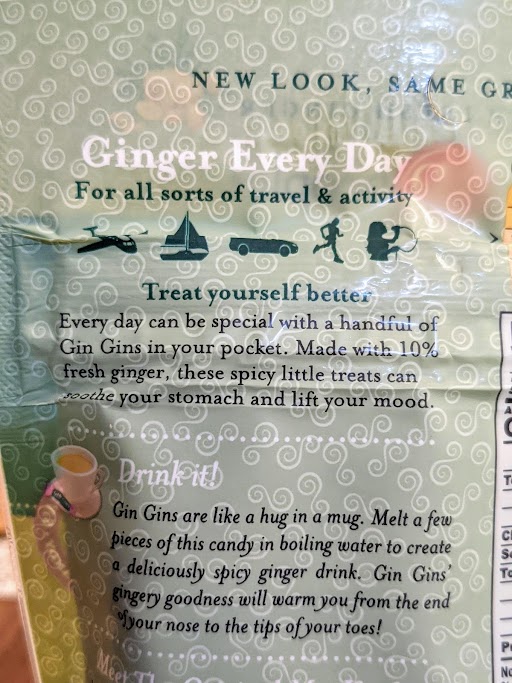 NEW LOOK, SAME GR
Ginger Every Day
For all sorts of travel & activity
Treat yourself better
Every day can be special with a handful of
Gin Gins in your pocket. Made with 10%
fresh ginger, these spicy little treats can
soothe your stomach and lift your mood.
Drink it!
Gin Gins are like a hug in a mug. Melt a few
pieces of this candy in boiling water to create
a deliciously spicy ginger drink. Gin Gins'
gingery goodness will warm you from the end
of your nose to the tips of your toes!